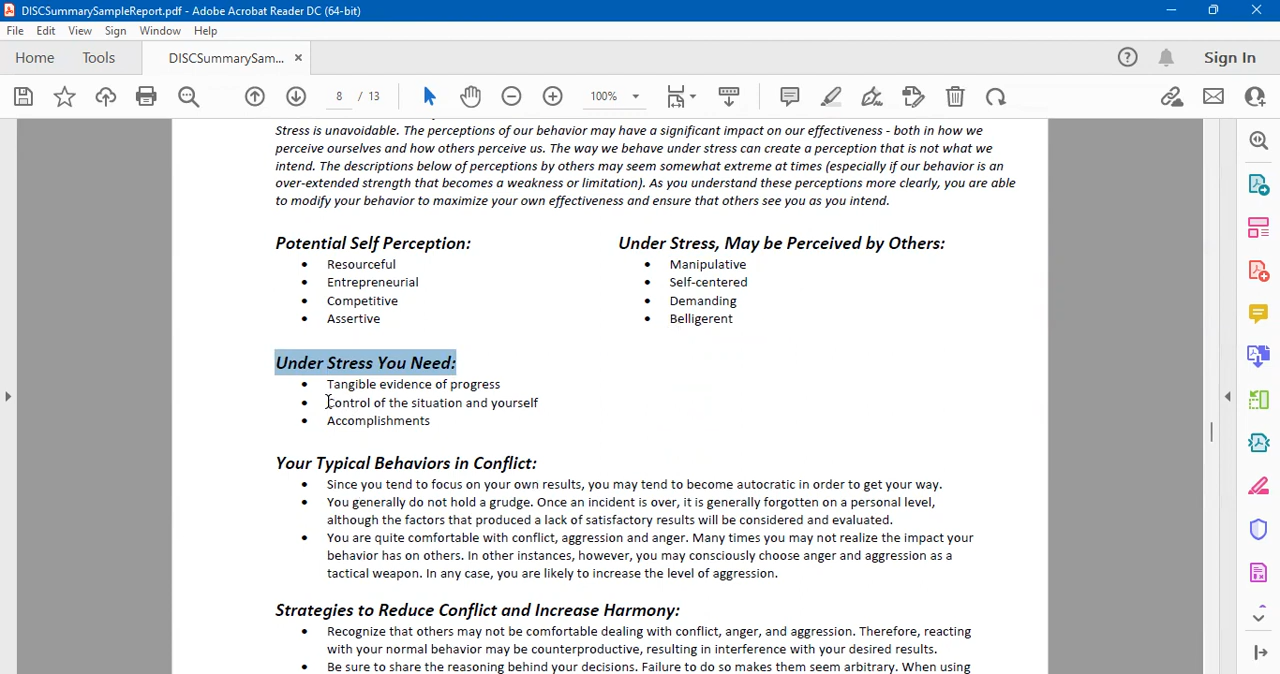 DISCSummarySampleReport.pdf - Adobe Acrobat Reader DC (64-bit)
File Edit View Sign Window Help
Home Tools DISCSummarySam... × Sign In
8 / 13 100%
Stress is unavoidable. The perceptions of our behavior may have a significant impact on our effectiveness - both in how we
perceive ourselves and how others perceive us. The way we behave under stress can create a perception that is not what we
intend. The descriptions below of perceptions by others may seem somewhat extreme at times (especially if our behavior is an
over-extended strength that becomes a weakness or limitation). As you understand these perceptions more clearly, you are able
to modify your behavior to maximize your own effectiveness and ensure that others see you as you intend.
Potential Self Perception:
• Resourceful
• Entrepreneurial
• Competitive
• Assertive
Under Stress, May be Perceived by Others:
• Manipulative
• Self-centered
• Demanding
• Belligerent
Under Stress You Need:
• Tangible evidence of progress
• Control of the situation and yourself
• Accomplishments
Your Typical Behaviors in Conflict:
• Since you tend to focus on your own results, you may tend to become autocratic in order to get your way.
• You generally do not hold a grudge. Once an incident is over, it is generally forgotten on a personal level,
although the factors that produced a lack of satisfactory results will be considered and evaluated.
• You are quite comfortable with conflict, aggression and anger. Many times you may not realize the impact your
behavior has on others. In other instances, however, you may consciously choose anger and aggression as a
tactical weapon. In any case, you are likely to increase the level of aggression.
Strategies to Reduce Conflict and Increase Harmony:
• Recognize that others may not be comfortable dealing with conflict, anger, and aggression. Therefore, reacting
with your normal behavior may be counterproductive, resulting in interference with your desired results.
• Be sure to share the reasoning behind your decisions. Failure to do so makes them seem arbitrary. When using